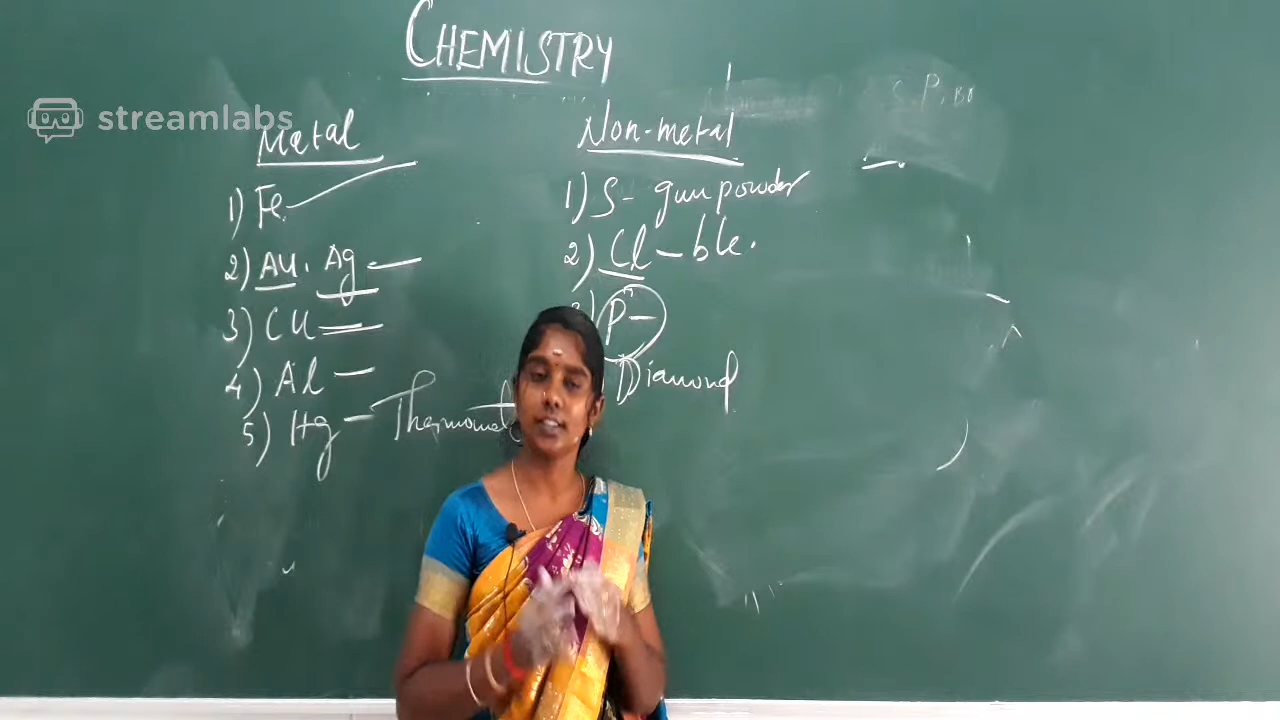 CHEMISTRY
streamlabs
Metal
1) Fe
2) Au. Ag —
3) Cu =
4) Al —
5) Hg — Thermomet
Non-metal
1) S - gun powder
2) Cl — ble.
P —
Diamond
S, P,